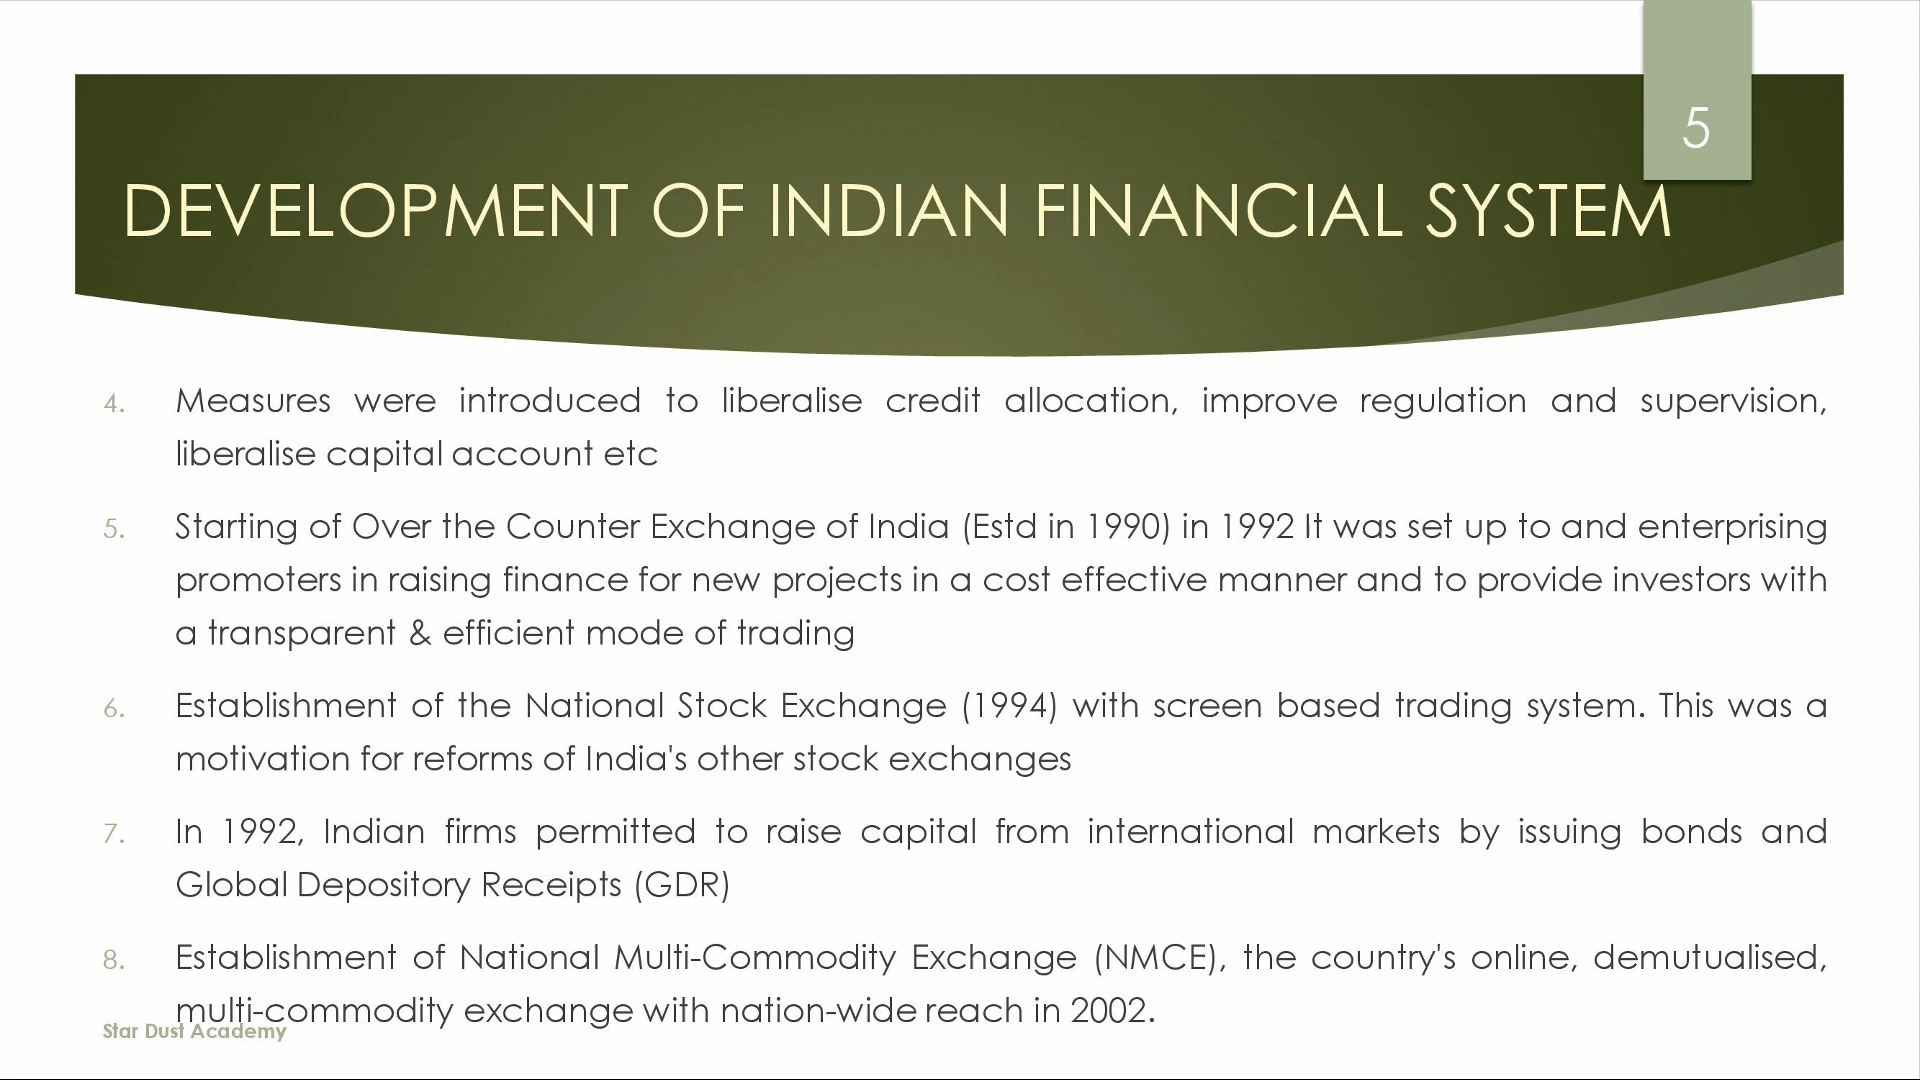 5
DEVELOPMENT OF INDIAN FINANCIAL SYSTEM
4. Measures were introduced to liberalise credit allocation, improve regulation and supervision,
liberalise capital account etc
5. Starting of Over the Counter Exchange of India (Estd in 1990) in 1992 It was set up to and enterprising
promoters in raising finance for new projects in a cost effective manner and to provide investors with
a transparent & efficient mode of trading
6. Establishment of the National Stock Exchange (1994) with screen based trading system. This was a
motivation for reforms of India's other stock exchanges
7. In 1992, Indian firms permitted to raise capital from international markets by issuing bonds and
Global Depository Receipts (GDR)
8. Establishment of National Multi-Commodity Exchange (NMCE), the country's online, demutualised,
multi-commodity exchange with nation-wide reach in 2002.
Star Dust Academy